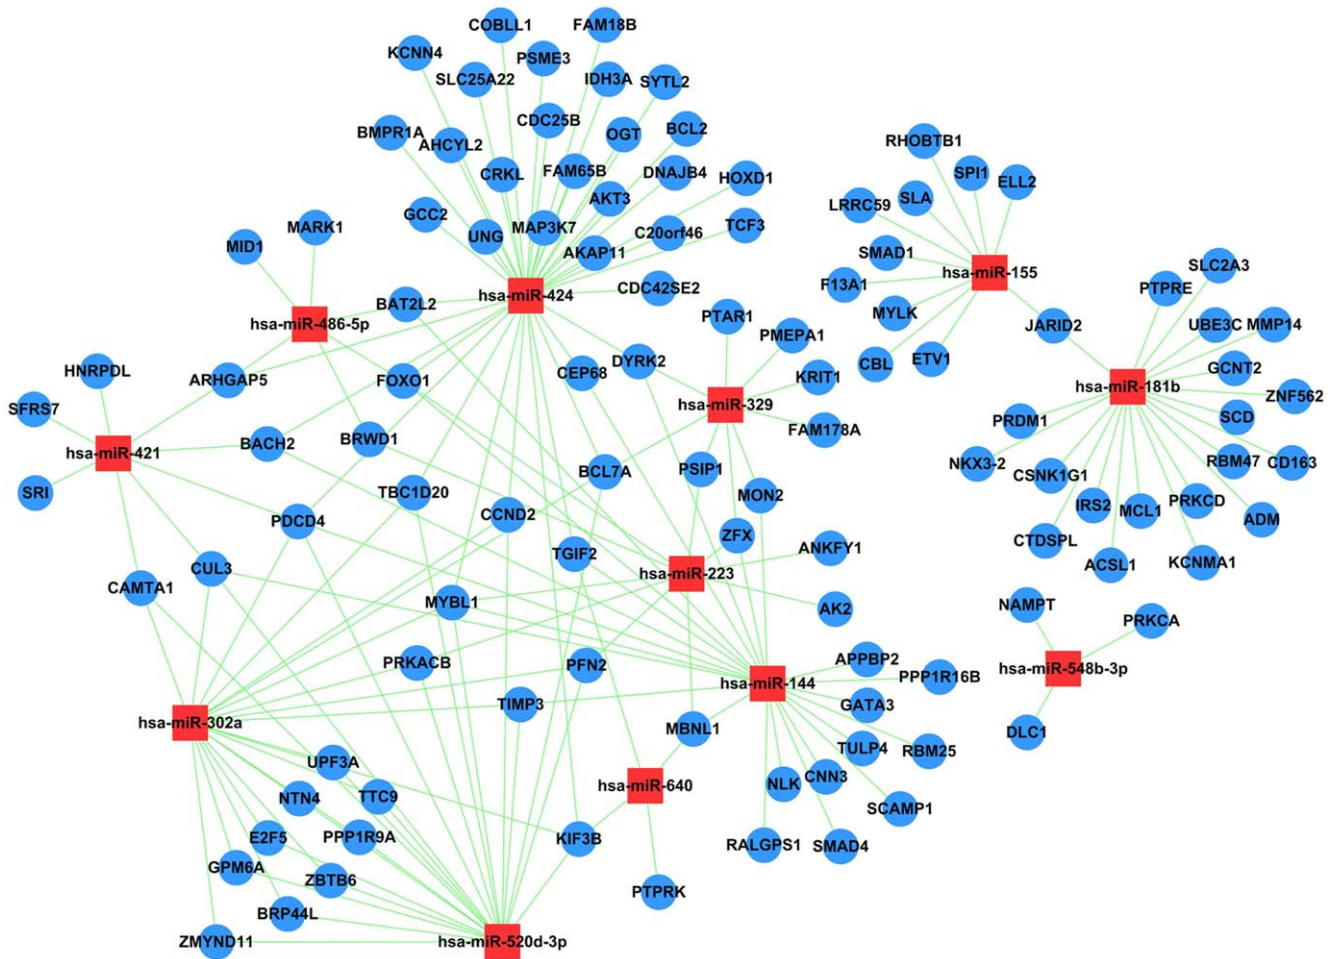 COBLL1
FAM18B
KCNN4
PSME3
SLC25A22
IDH3A
SYTL2
CDC25B
BMPR1A
OGT
BCL2
AHCYL2
RHOBTB1
CRKL
FAM65B
DNAJB4
HOXD1
SPI1
ELL2
AKT3
SLA
LRRC59
GCC2
MARK1
MAP3K7
C20orf46
TCF3
UNG
MID1
AKAP11
SMAD1
SLC2A3
hsa-miR-155
F13A1
PTPRE
CDC42SE2
hsa-miR-424
BAT2L2
hsa-miR-486-5p
PTAR1
MYLK
JARID2
UBE3C
MMP14
PMEPA1
CBL
ETV1
DYRK2
HNRPDL
ARHGAP5
FOXO1
CEP68
KRIT1
GCNT2
hsa-miR-181b
ZNF562
hsa-miR-329
SFRS7
SCD
PRDM1
FAM178A
BACH2
BRWD1
hsa-miR-421
NKX3-2
RBM47
CD163
BCL7A
PSIP1
CSNK1G1
SRI
TBC1D20
MON2
PRKCD
IRS2
MCL1
CCND2
PDCD4
ADM
ZFX
CTDSPL
ANKFY1
TGIF2
CUL3
hsa-miR-223
ACSL1
KCNMA1
CAMTA1
MYBL1
AK2
NAMPT
PRKCA
PRKACB
PFN2
APPBP2
hsa-miR-548b-3p
PPP1R16B
hsa-miR-144
TIMP3
GATA3
hsa-miR-302a
MBNL1
DLC1
TULP4
RBM25
UPF3A
CNN3
NLK
hsa-miR-640
NTN4
TTC9
SCAMP1
E2F5
PPP1R9A
KIF3B
RALGPS1
SMAD4
GPM6A
ZBTB6
PTPRK
BRP44L
ZMYND11
hsa-miR-520d-3p